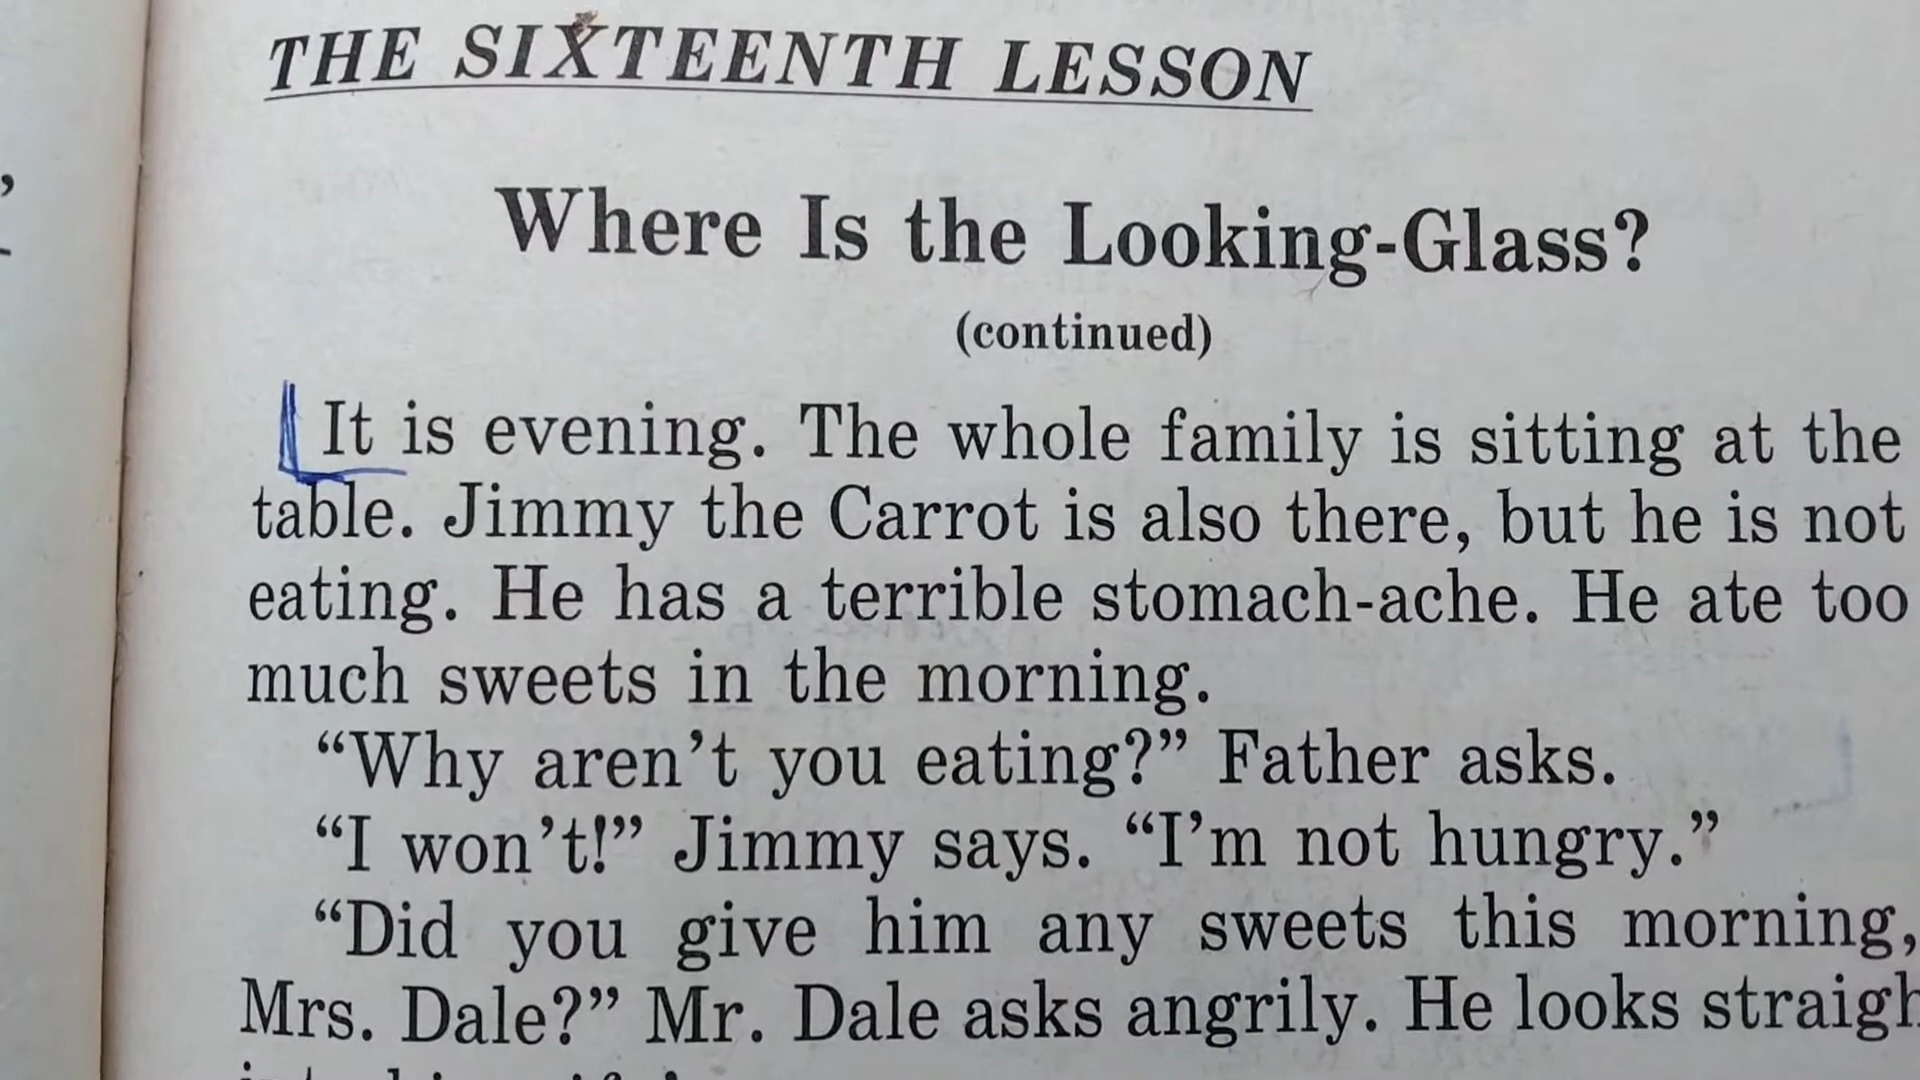 THE SIXTEENTH LESSON
Where Is the Looking-Glass?
(continued)
It is evening. The whole family is sitting at the
table. Jimmy the Carrot is also there, but he is not
eating. He has a terrible stomach-ache. He ate too
much sweets in the morning.
“Why aren’t you eating?” Father asks.
“I won’t!” Jimmy says. “I’m not hungry.”
“Did you give him any sweets this morning,
Mrs. Dale?” Mr. Dale asks angrily. He looks